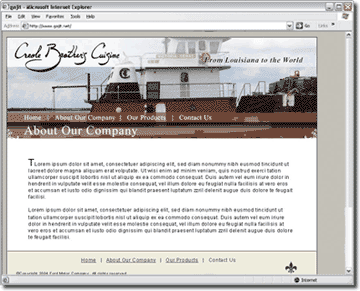 Microsoft Internet Explorer
File Edit View Favorites Tools Help
Address
Go
Links
Creole Brothers Cuisine
From Louisiana to the World
Home | About Our Company | Our Products | Contact Us
About Our Company
Lorem ipsum dolor sit amet, consectetuer adipiscing elit, sed diam nonummy nibh euismod tincidunt ut
laoreet dolore magna aliquam erat volutpat. Ut wisi enim ad minim veniam, quis nostrud exerci tation
ullamcorper suscipit lobortis nisl ut aliquip ex ea commodo consequat. Duis autem vel eum iriure dolor in
hendrerit in vulputate velit esse molestie consequat, vel illum dolore eu feugiat nulla facilisis at vero eros
et accumsan et iusto odio dignissim qui blandit praesent luptatum zzril delenit augue duis dolore te feugait
nulla facilisi.
Lorem ipsum dolor sit amet, consectetuer adipiscing elit, sed diam nonummy nibh euismod tincidunt ut
tation ullamcorper suscipit lobortis nisl ut aliquip ex ea commodo consequat. Duis autem vel eum iriure
dolor in hendrerit in vulputate velit esse molestie consequat, vel illum dolore eu feugiat nulla facilisis at
vero eros et accumsan et iusto odio dignissim qui blandit praesent luptatum zzril delenit augue duis
dolore.
Home | About Our Company | Our Products | Contact Us
Internet